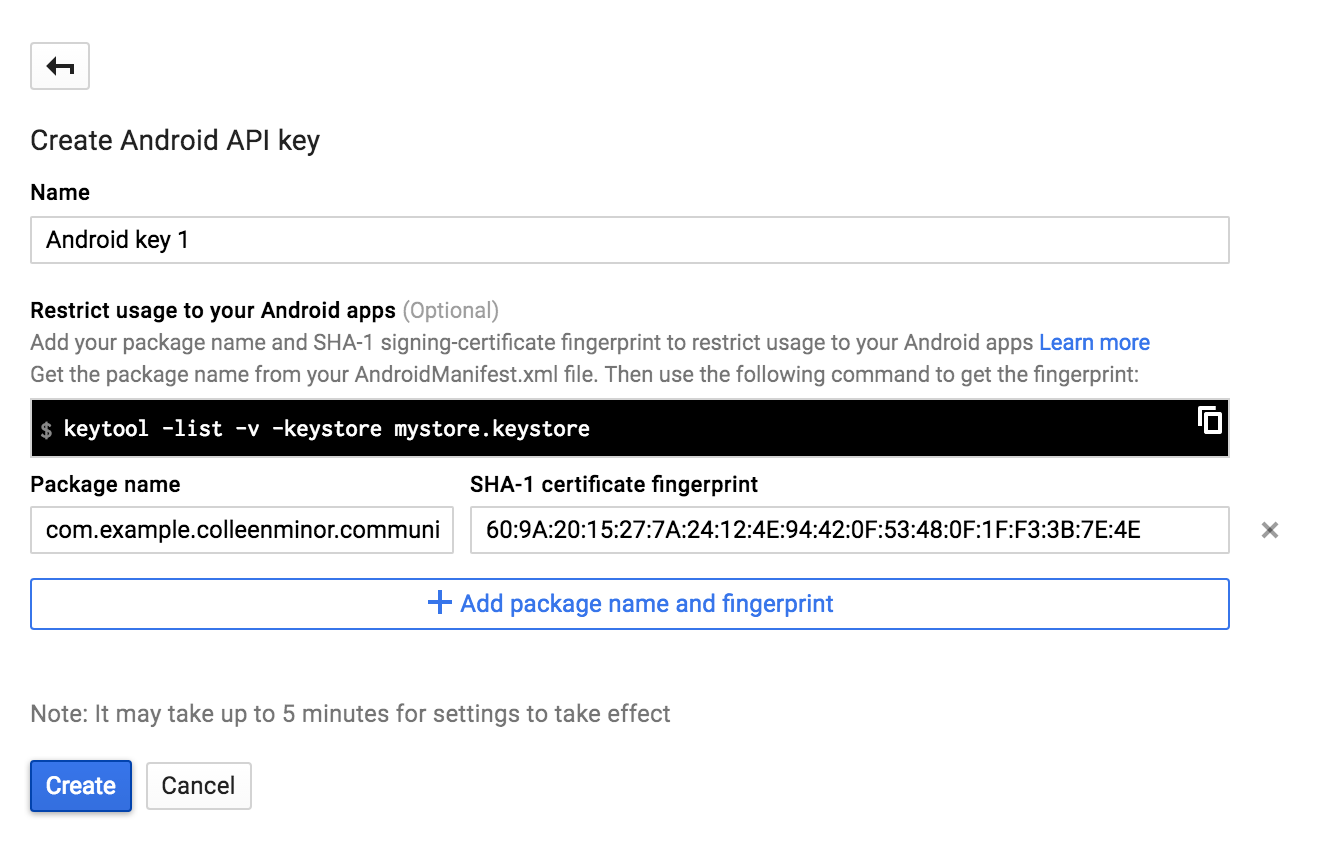 Create Android API key
Name
Android key 1
Restrict usage to your Android apps (Optional)
Add your package name and SHA-1 signing-certificate fingerprint to restrict usage to your Android apps Learn more
Get the package name from your AndroidManifest.xml file. Then use the following command to get the fingerprint:
$ keytool -list -v -keystore mystore.keystore
Package name SHA-1 certificate fingerprint
com.example.colleenminor.communi 60:9A:20:15:27:7A:24:12:4E:94:42:0F:53:48:0F:1F:F3:3B:7E:4E
Add package name and fingerprint
Note: It may take up to 5 minutes for settings to take effect
Create Cancel